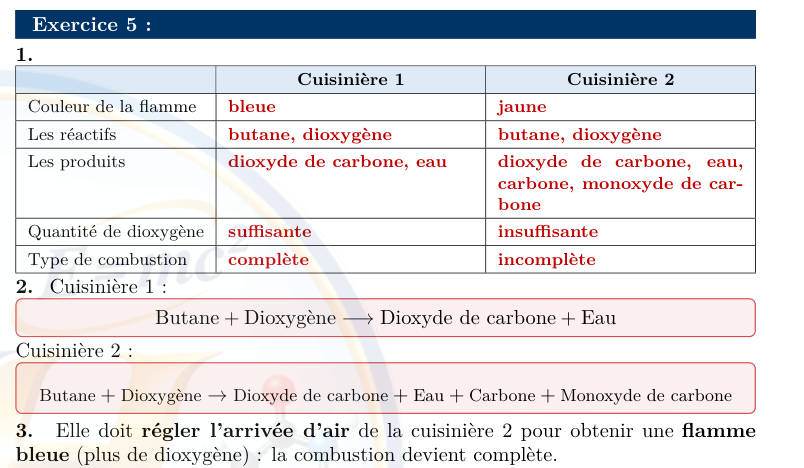 Exercice 5 :
1.
Cuisinière 1 Cuisinière 2
Couleur de la flamme bleue jaune
Les réactifs butane, dioxygène butane, dioxygène
Les produits dioxyde de carbone, eau dioxyde de carbone, eau,
carbone, monoxyde de car-
bone
Quantité de dioxygène suffisante insuffisante
Type de combustion complète incomplète
2. Cuisinière 1 :
Butane + Dioxygène ⟶ Dioxyde de carbone + Eau
Cuisinière 2 :
Butane + Dioxygène → Dioxyde de carbone + Eau + Carbone + Monoxyde de carbone
3. Elle doit régler l'arrivée d'air de la cuisinière 2 pour obtenir une flamme
bleue (plus de dioxygène) : la combustion devient complète.